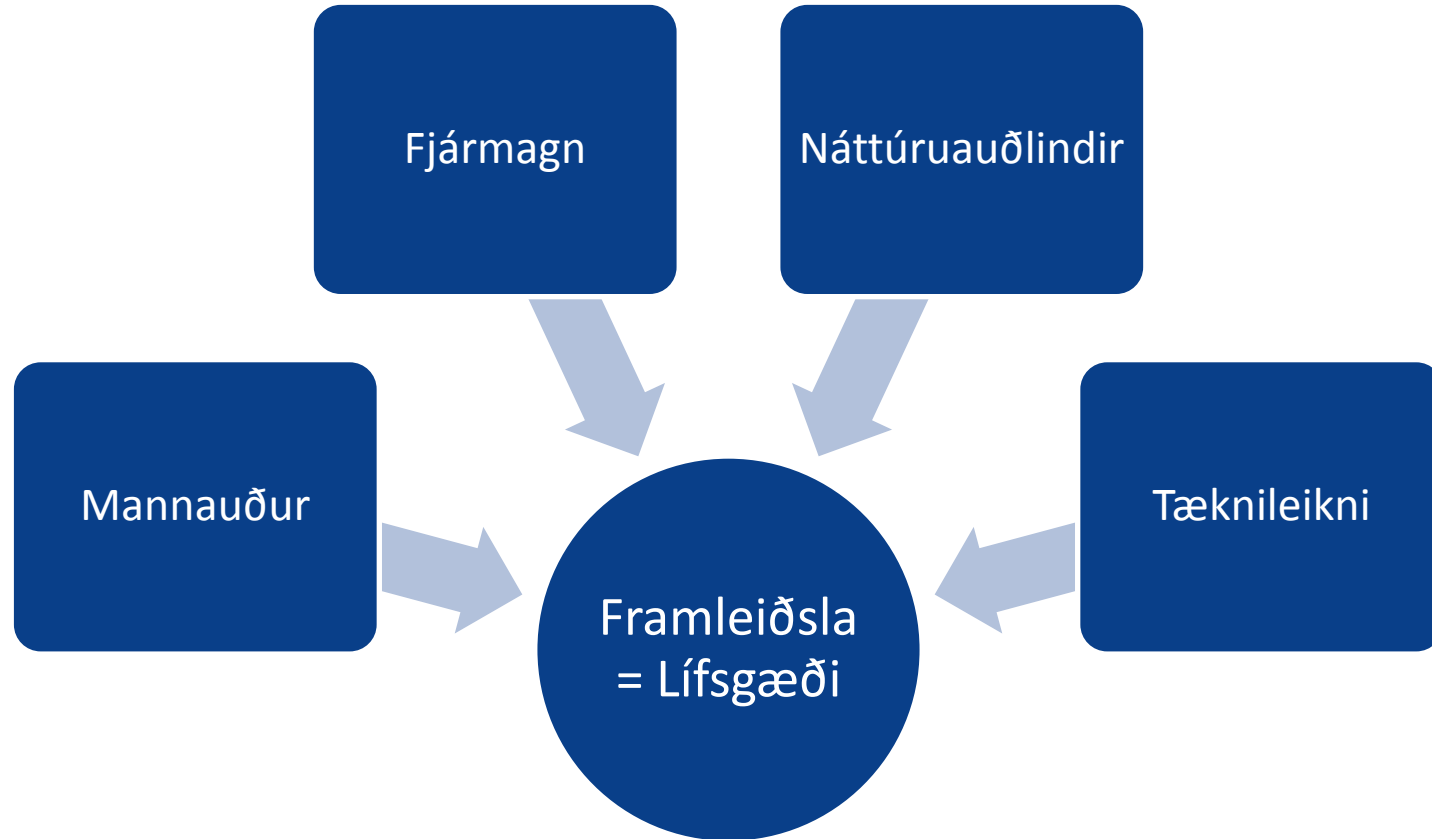 Fjármagn
Náttúruauðlindir
Mannauður
Tæknileikni
Framleiðsla
= Lífsgæði